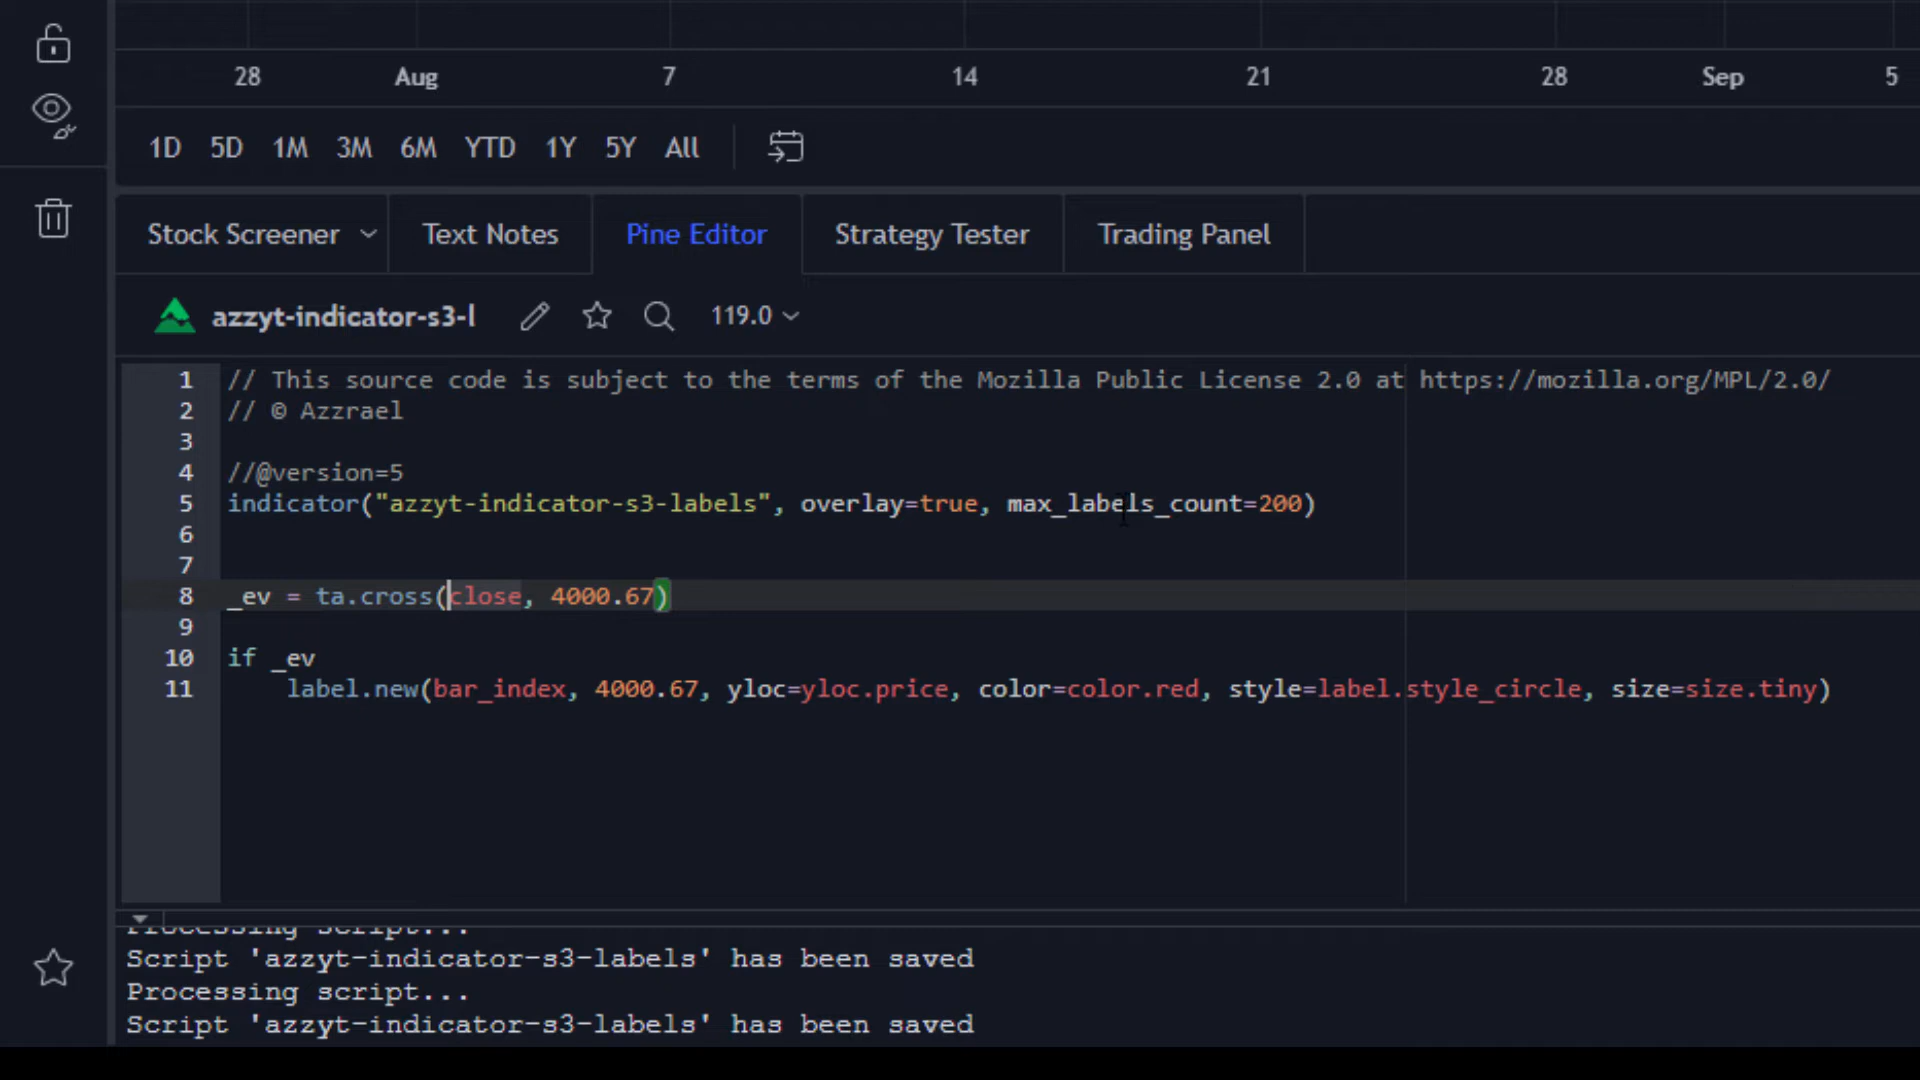 28 Aug 7 14 21 28 Sep 5
1D 5D 1M 3M 6M YTD 1Y 5Y All
Stock Screener Text Notes Pine Editor Strategy Tester Trading Panel
azzyt-indicator-s3-l 119.0
1 // This source code is subject to the terms of the Mozilla Public License 2.0 at https://mozilla.org/MPL/2.0/
2 // © Azzrael
3
4 //@version=5
5 indicator("azzyt-indicator-s3-labels", overlay=true, max_labels_count=200)
6
7
8 _ev = ta.cross(close, 4000.67)
9
10 if _ev
11 label.new(bar_index, 4000.67, yloc=yloc.price, color=color.red, style=label.style_circle, size=size.tiny)
Processing script...
Script 'azzyt-indicator-s3-labels' has been saved
Processing script...
Script 'azzyt-indicator-s3-labels' has been saved